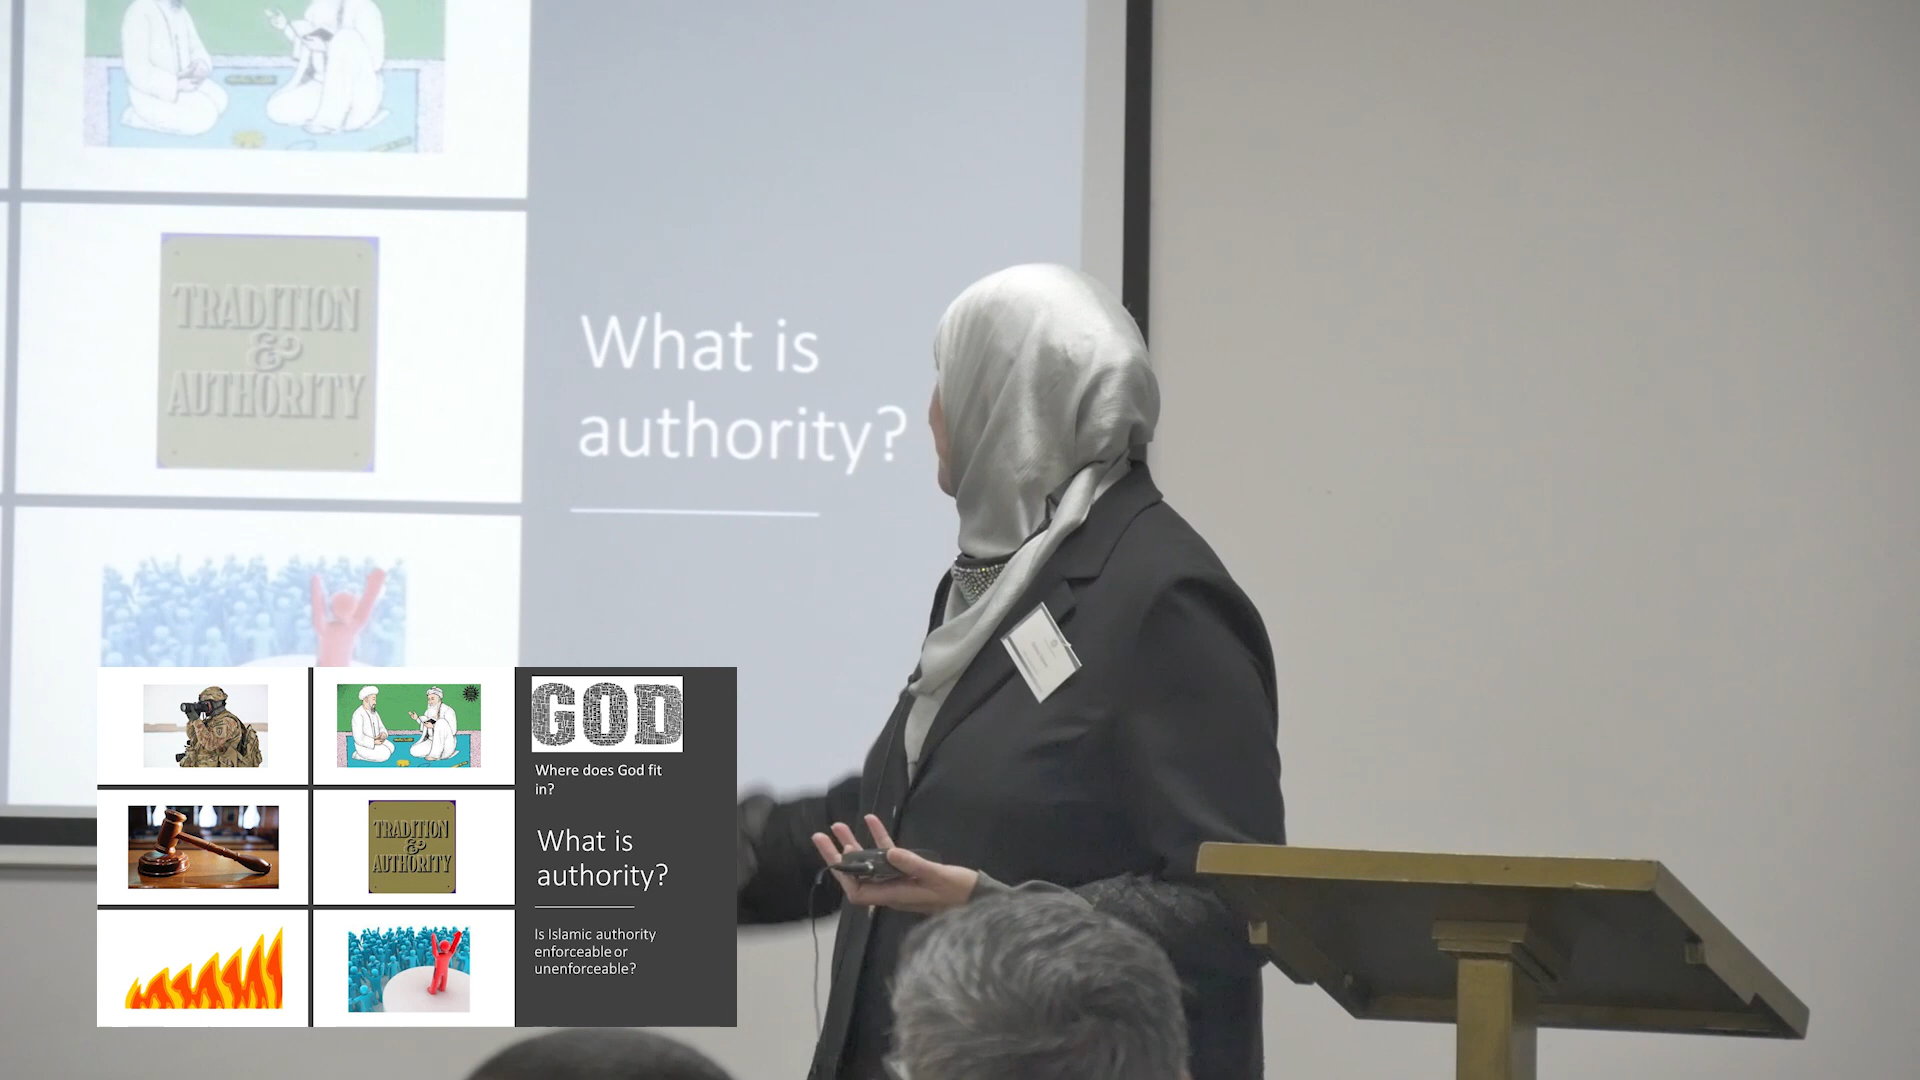 TRADITION
&
AUTHORITY
What is
authority?
GOD
Where does God fit
in?
TRADITION
&
AUTHORITY
What is
authority?
Is Islamic authority
enforceable or
unenforceable?